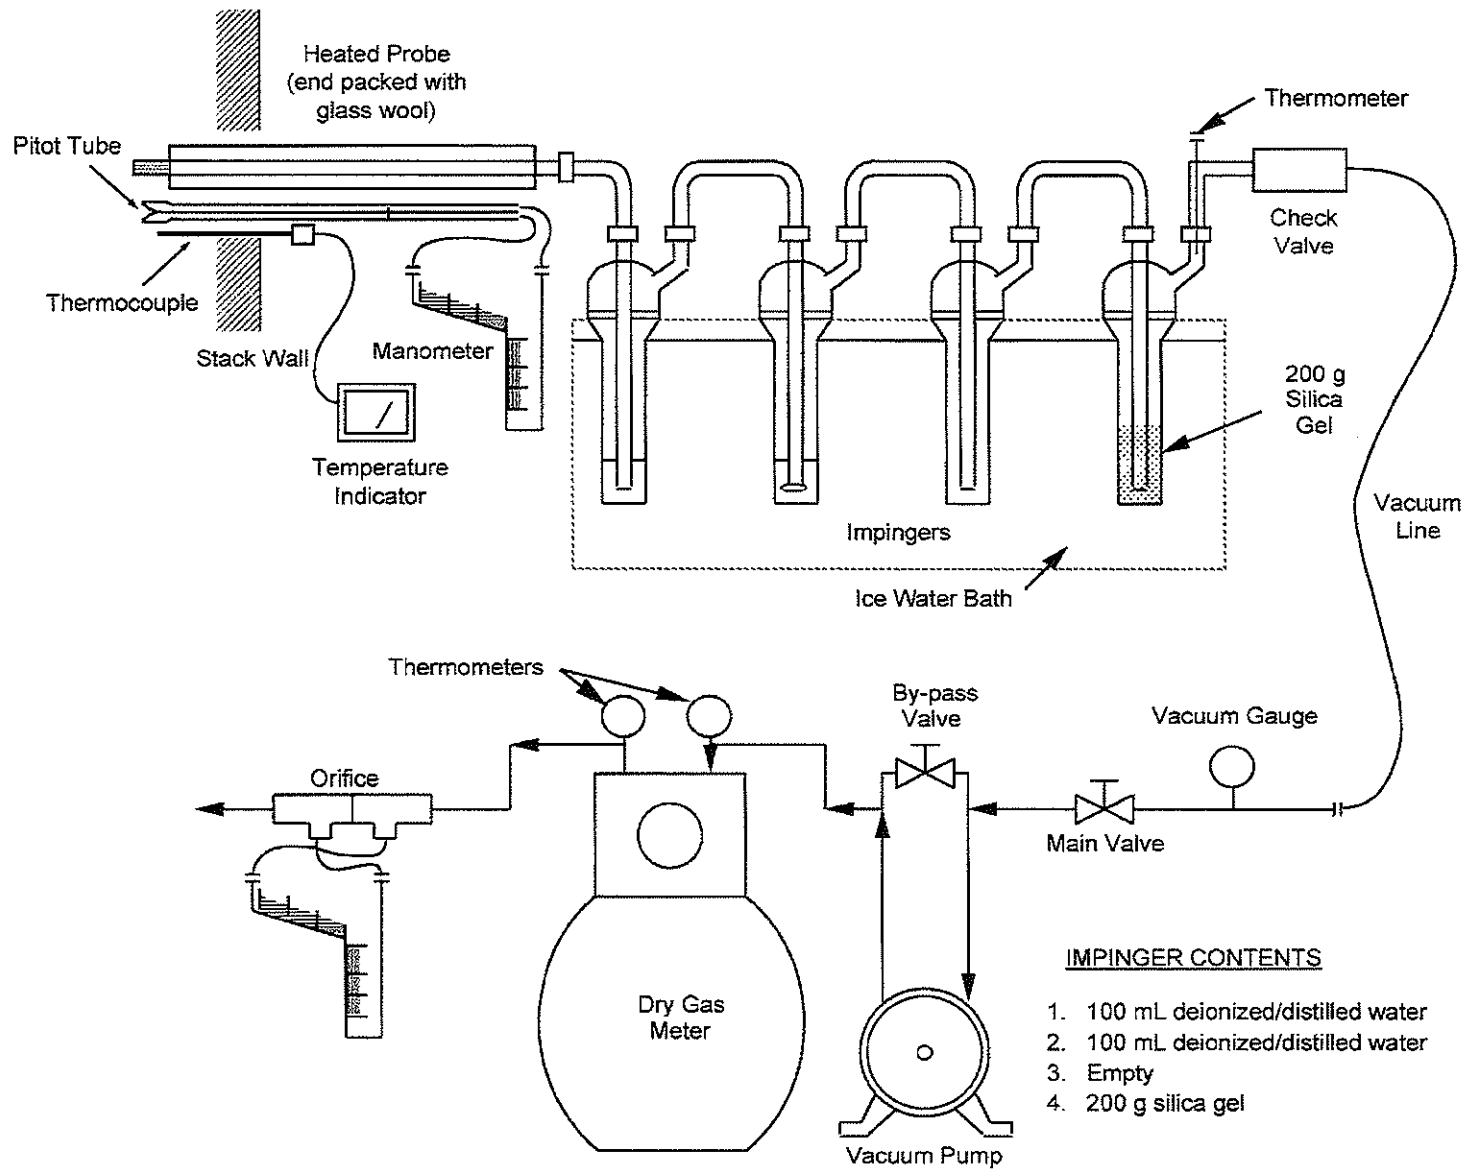 Heated Probe
(end packed with
glass wool)
Thermometer
Pitot Tube
Check
Valve
Thermocouple
Stack Wall
Manometer
200 g
Silica
Gel
Temperature
Indicator
Vacuum
Line
Impingers
Ice Water Bath
Thermometers
By-pass
Valve
Vacuum Gauge
Orifice
Main Valve
IMPINGER CONTENTS
Dry Gas
Meter
1. 100 mL deionized/distilled water
2. 100 mL deionized/distilled water
3. Empty
4. 200 g silica gel
Vacuum Pump